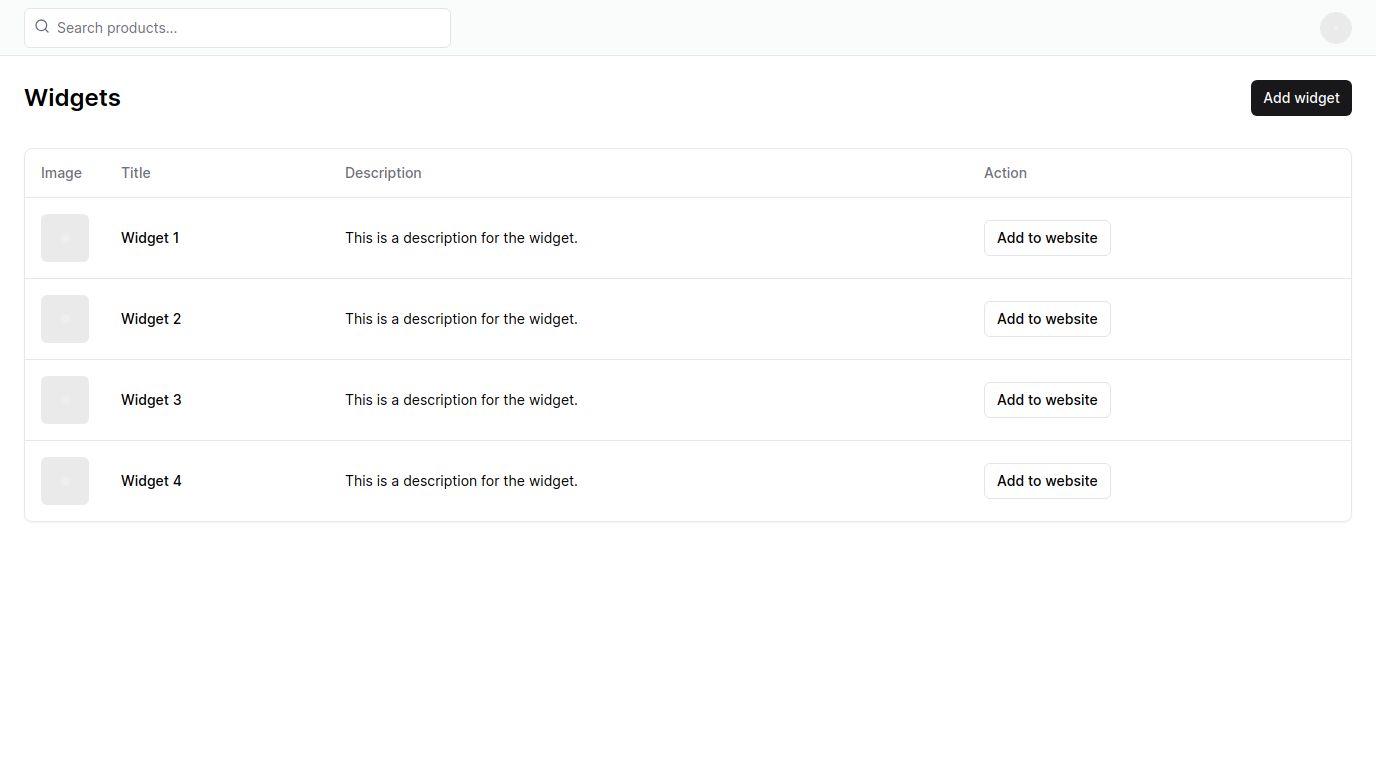 Search products...
Widgets
Add widget
Image Title Description Action
Widget 1 This is a description for the widget. Add to website
Widget 2 This is a description for the widget. Add to website
Widget 3 This is a description for the widget. Add to website
Widget 4 This is a description for the widget. Add to website